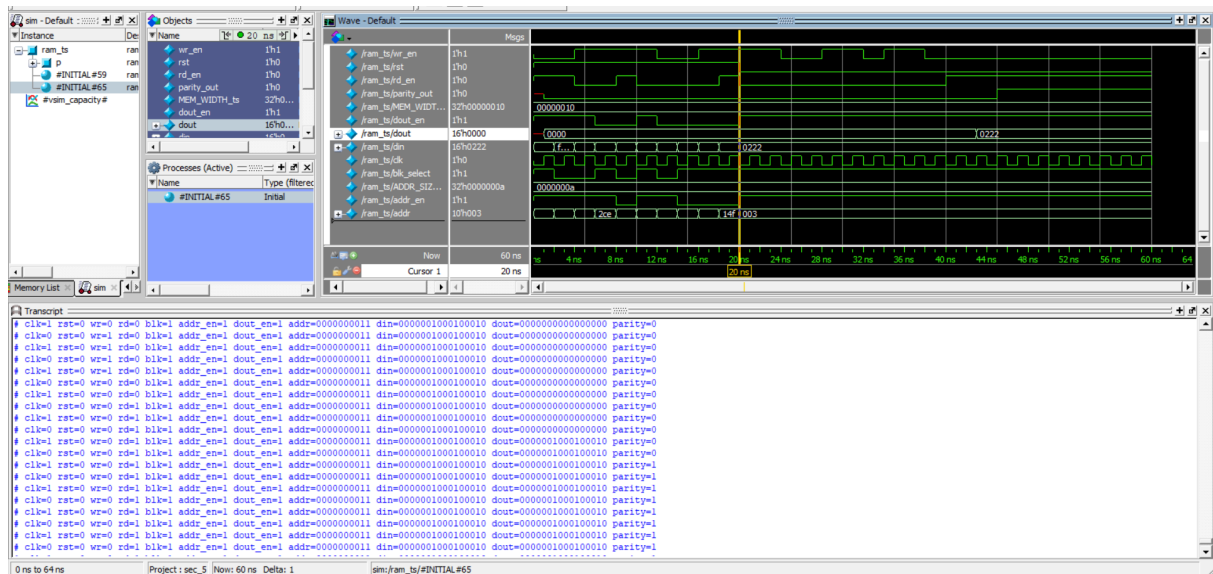 sim - Default
Instance
De:
ram_ts
ran
p
ran
#INITIAL#59
ran
#INITIAL#65
ran
#vsim_capacity#
Memory List
sim
Objects
Name
20 ns
wr_en
1'h1
rst
1'h0
rd_en
1'h0
parity_out
1'h0
MEM_WIDTH_ts
32'h0...
dout_en
1'h1
dout
16'h0...
Processes (Active)
Name
Type (filtered
#INITIAL#65
Initial
Wave - Default
Msgs
/ram_ts/wr_en
1'h1
/ram_ts/rst
1'h0
/ram_ts/rd_en
1'h0
/ram_ts/parity_out
1'h0
/ram_ts/MEM_WIDT...
32'h00000010
00000010
/ram_ts/dout_en
1'h1
/ram_ts/dout
16'h0000
0000
0222
/ram_ts/din
16'h0222
f...
0222
/ram_ts/clk
1'h0
/ram_ts/blk_select
1'h1
/ram_ts/ADDR_SIZ...
32'h0000000a
0000000a
/ram_ts/addr_en
1'h1
/ram_ts/addr
10'h003
2ce
14f
003
Now
60 ns
ns
4 ns
8 ns
12 ns
16 ns
20 ns
24 ns
28 ns
32 ns
36 ns
40 ns
44 ns
48 ns
52 ns
56 ns
60 ns
64
Cursor 1
20 ns
20 ns
Transcript
# clk=1 rst=0 wr=0 rd=0 blk=1 addr_en=1 dout_en=1 addr=0000000011 din=0000001000100010 dout=0000000000000000 parity=0
# clk=0 rst=0 wr=1 rd=0 blk=1 addr_en=1 dout_en=1 addr=0000000011 din=0000001000100010 dout=0000000000000000 parity=0
# clk=1 rst=0 wr=1 rd=0 blk=1 addr_en=1 dout_en=1 addr=0000000011 din=0000001000100010 dout=0000000000000000 parity=0
# clk=0 rst=0 wr=0 rd=0 blk=1 addr_en=1 dout_en=1 addr=0000000011 din=0000001000100010 dout=0000000000000000 parity=0
# clk=1 rst=0 wr=0 rd=0 blk=1 addr_en=1 dout_en=1 addr=0000000011 din=0000001000100010 dout=0000000000000000 parity=0
# clk=0 rst=0 wr=0 rd=0 blk=1 addr_en=1 dout_en=1 addr=0000000011 din=0000001000100010 dout=0000000000000000 parity=0
# clk=1 rst=0 wr=0 rd=0 blk=1 addr_en=1 dout_en=1 addr=0000000011 din=0000001000100010 dout=0000000000000000 parity=0
# clk=0 rst=0 wr=0 rd=0 blk=1 addr_en=1 dout_en=1 addr=0000000011 din=0000001000100010 dout=0000000000000000 parity=0
# clk=1 rst=0 wr=0 rd=0 blk=1 addr_en=1 dout_en=1 addr=0000000011 din=0000001000100010 dout=0000000000000000 parity=0
# clk=0 rst=0 wr=0 rd=1 blk=1 addr_en=1 dout_en=1 addr=0000000011 din=0000001000100010 dout=0000000000000000 parity=0
# clk=1 rst=0 wr=0 rd=1 blk=1 addr_en=1 dout_en=1 addr=0000000011 din=0000001000100010 dout=0000001000100010 parity=0
# clk=0 rst=0 wr=0 rd=1 blk=1 addr_en=1 dout_en=1 addr=0000000011 din=0000001000100010 dout=0000001000100010 parity=0
# clk=1 rst=0 wr=0 rd=1 blk=1 addr_en=1 dout_en=1 addr=0000000011 din=0000001000100010 dout=0000001000100010 parity=1
# clk=0 rst=0 wr=0 rd=1 blk=1 addr_en=1 dout_en=1 addr=0000000011 din=0000001000100010 dout=0000001000100010 parity=1
# clk=1 rst=0 wr=0 rd=1 blk=1 addr_en=1 dout_en=1 addr=0000000011 din=0000001000100010 dout=0000001000100010 parity=1
# clk=0 rst=0 wr=0 rd=1 blk=1 addr_en=1 dout_en=1 addr=0000000011 din=0000001000100010 dout=0000001000100010 parity=1
# clk=1 rst=0 wr=0 rd=1 blk=1 addr_en=1 dout_en=1 addr=0000000011 din=0000001000100010 dout=0000001000100010 parity=1
# clk=0 rst=0 wr=0 rd=1 blk=1 addr_en=1 dout_en=1 addr=0000000011 din=0000001000100010 dout=0000001000100010 parity=1
# clk=1 rst=0 wr=0 rd=1 blk=1 addr_en=1 dout_en=1 addr=0000000011 din=0000001000100010 dout=0000001000100010 parity=1
# clk=0 rst=0 wr=0 rd=1 blk=1 addr_en=1 dout_en=1 addr=0000000011 din=0000001000100010 dout=0000001000100010 parity=1
0 ns to 64 ns
Project : sec_5
Now: 60 ns Delta: 1
sim:/ram_ts/#INITIAL#65